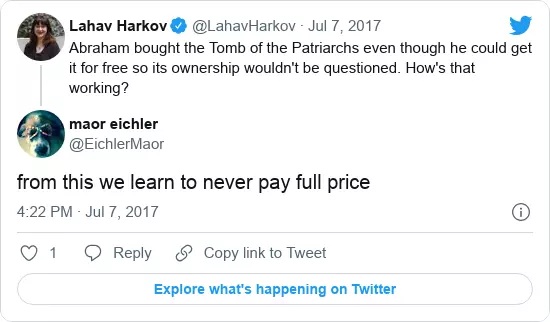 Lahav Harkov @LahavHarkov · Jul 7, 2017
Abraham bought the Tomb of the Patriarchs even though he could get
it for free so its ownership wouldn't be questioned. How's that
working?
maor eichler
@EichlerMaor
from this we learn to never pay full price
4:22 PM · Jul 7, 2017
1 Reply Copy link to Tweet
Explore what's happening on Twitter